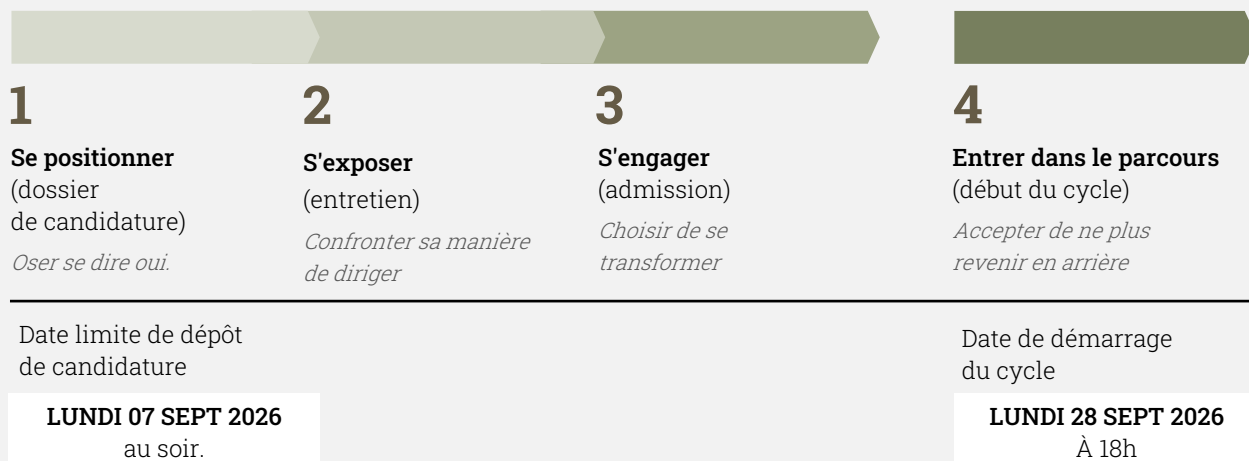 1
Se positionner
(dossier
de candidature)
Oser se dire oui.
2
S'exposer
(entretien)
Confronter sa manière
de diriger
3
S'engager
(admission)
Choisir de se
transformer
4
Entrer dans le parcours
(début du cycle)
Accepter de ne plus
revenir en arrière
Date limite de dépôt
de candidature
LUNDI 07 SEPT 2026
au soir.
Date de démarrage
du cycle
LUNDI 28 SEPT 2026
À 18h